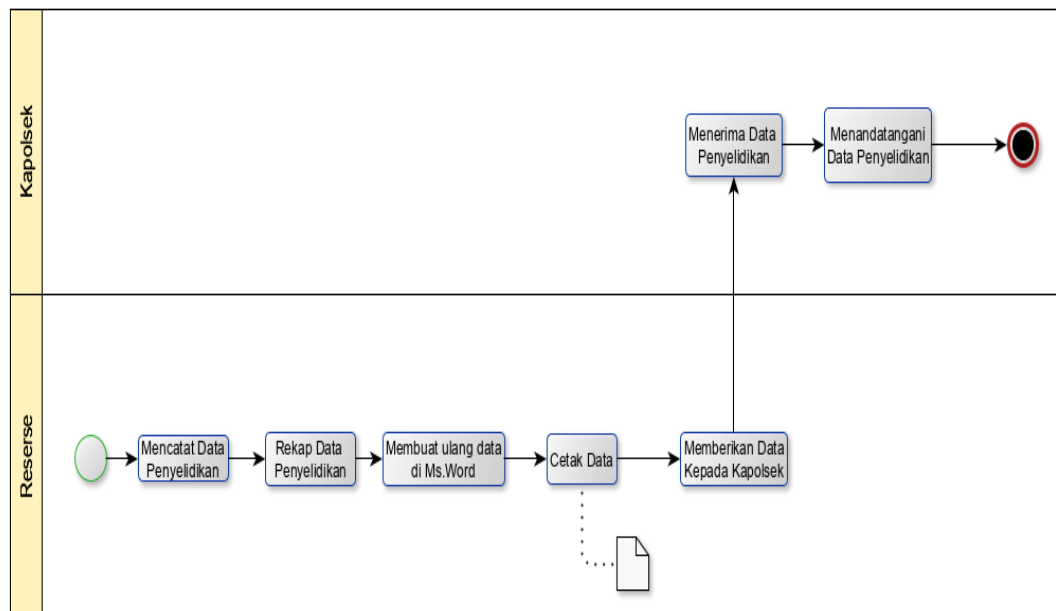 Kapolsek
Menerima Data
Penyelidikan
Menandatangani
Data Penyelidikan
Reserse
Mencatat Data
Penyelidikan
Rekap Data
Penyelidikan
Membuat ulang data
di Ms.Word
Cetak Data
Memberikan Data
Kepada Kapolsek